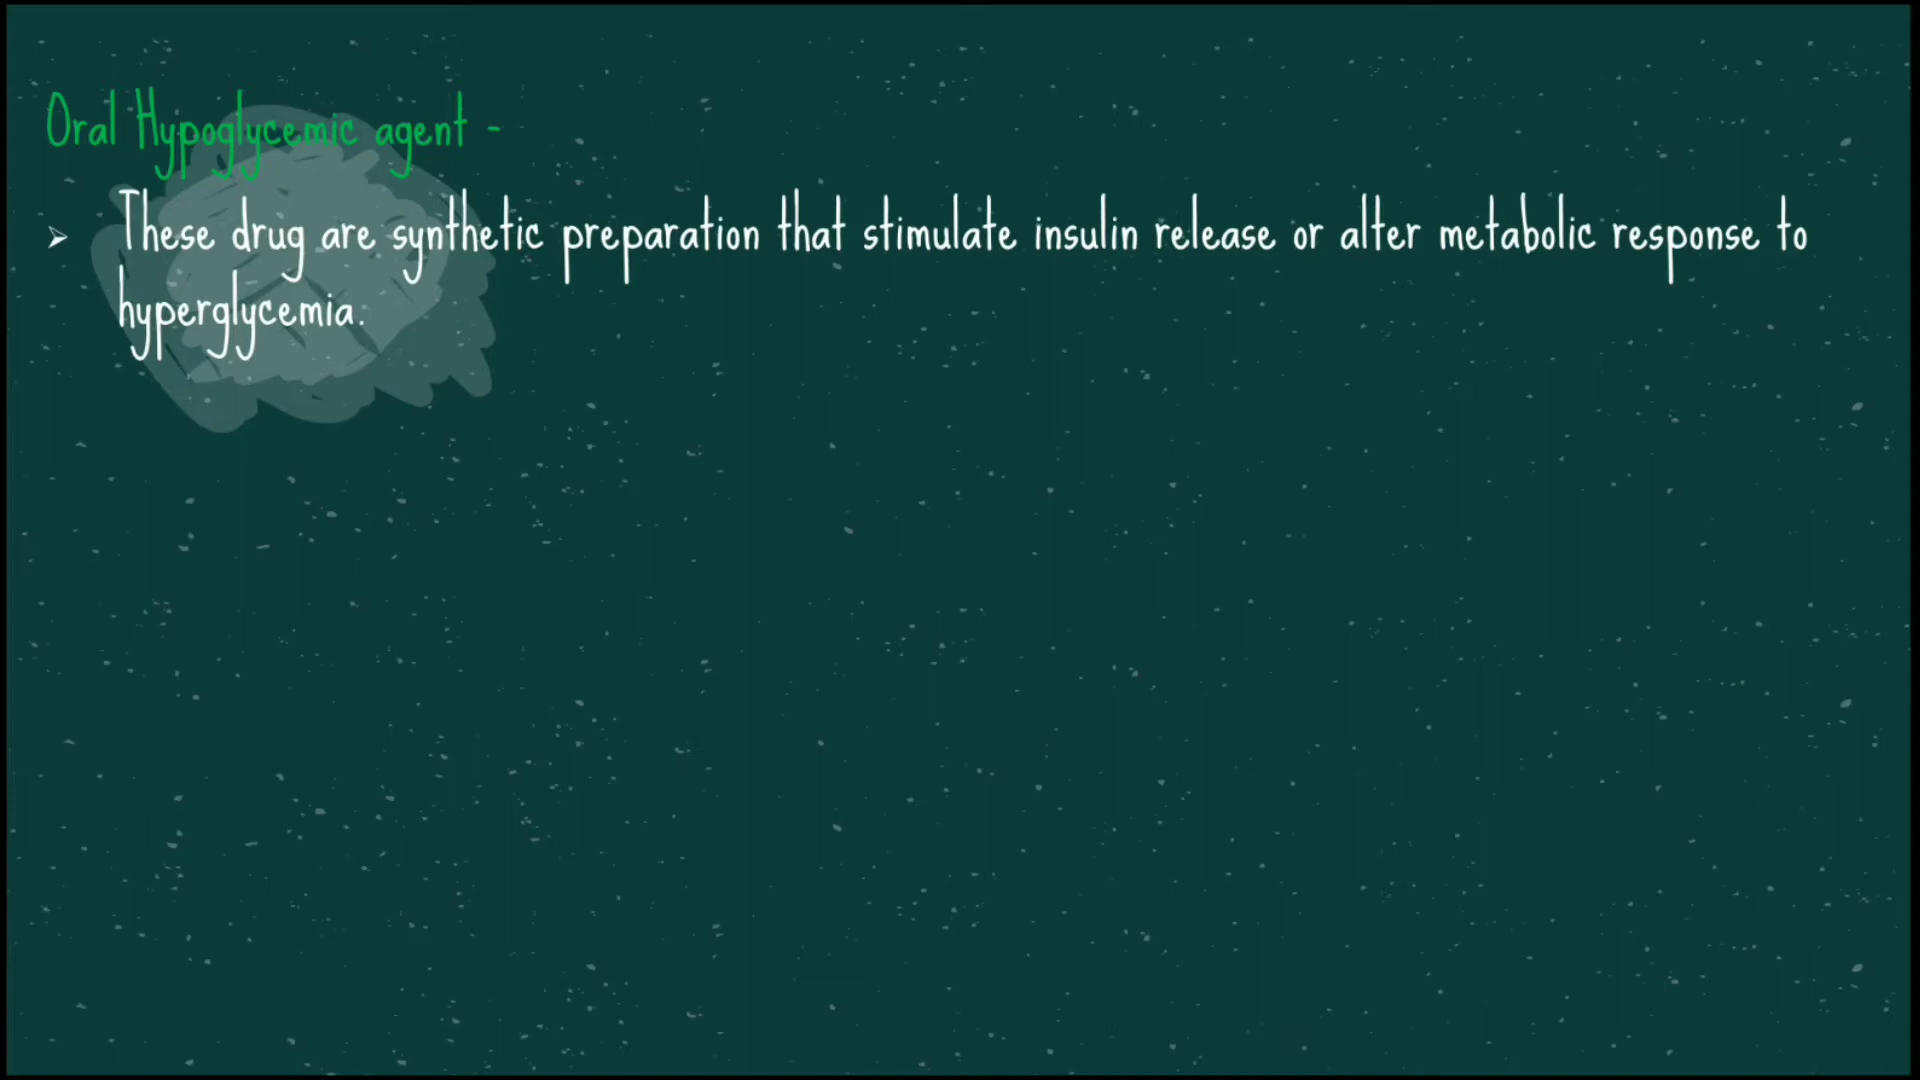 Oral Hypoglycemic agent -
➢ These drug are synthetic preparation that stimulate insulin release or alter metabolic response to
hyperglycemia.